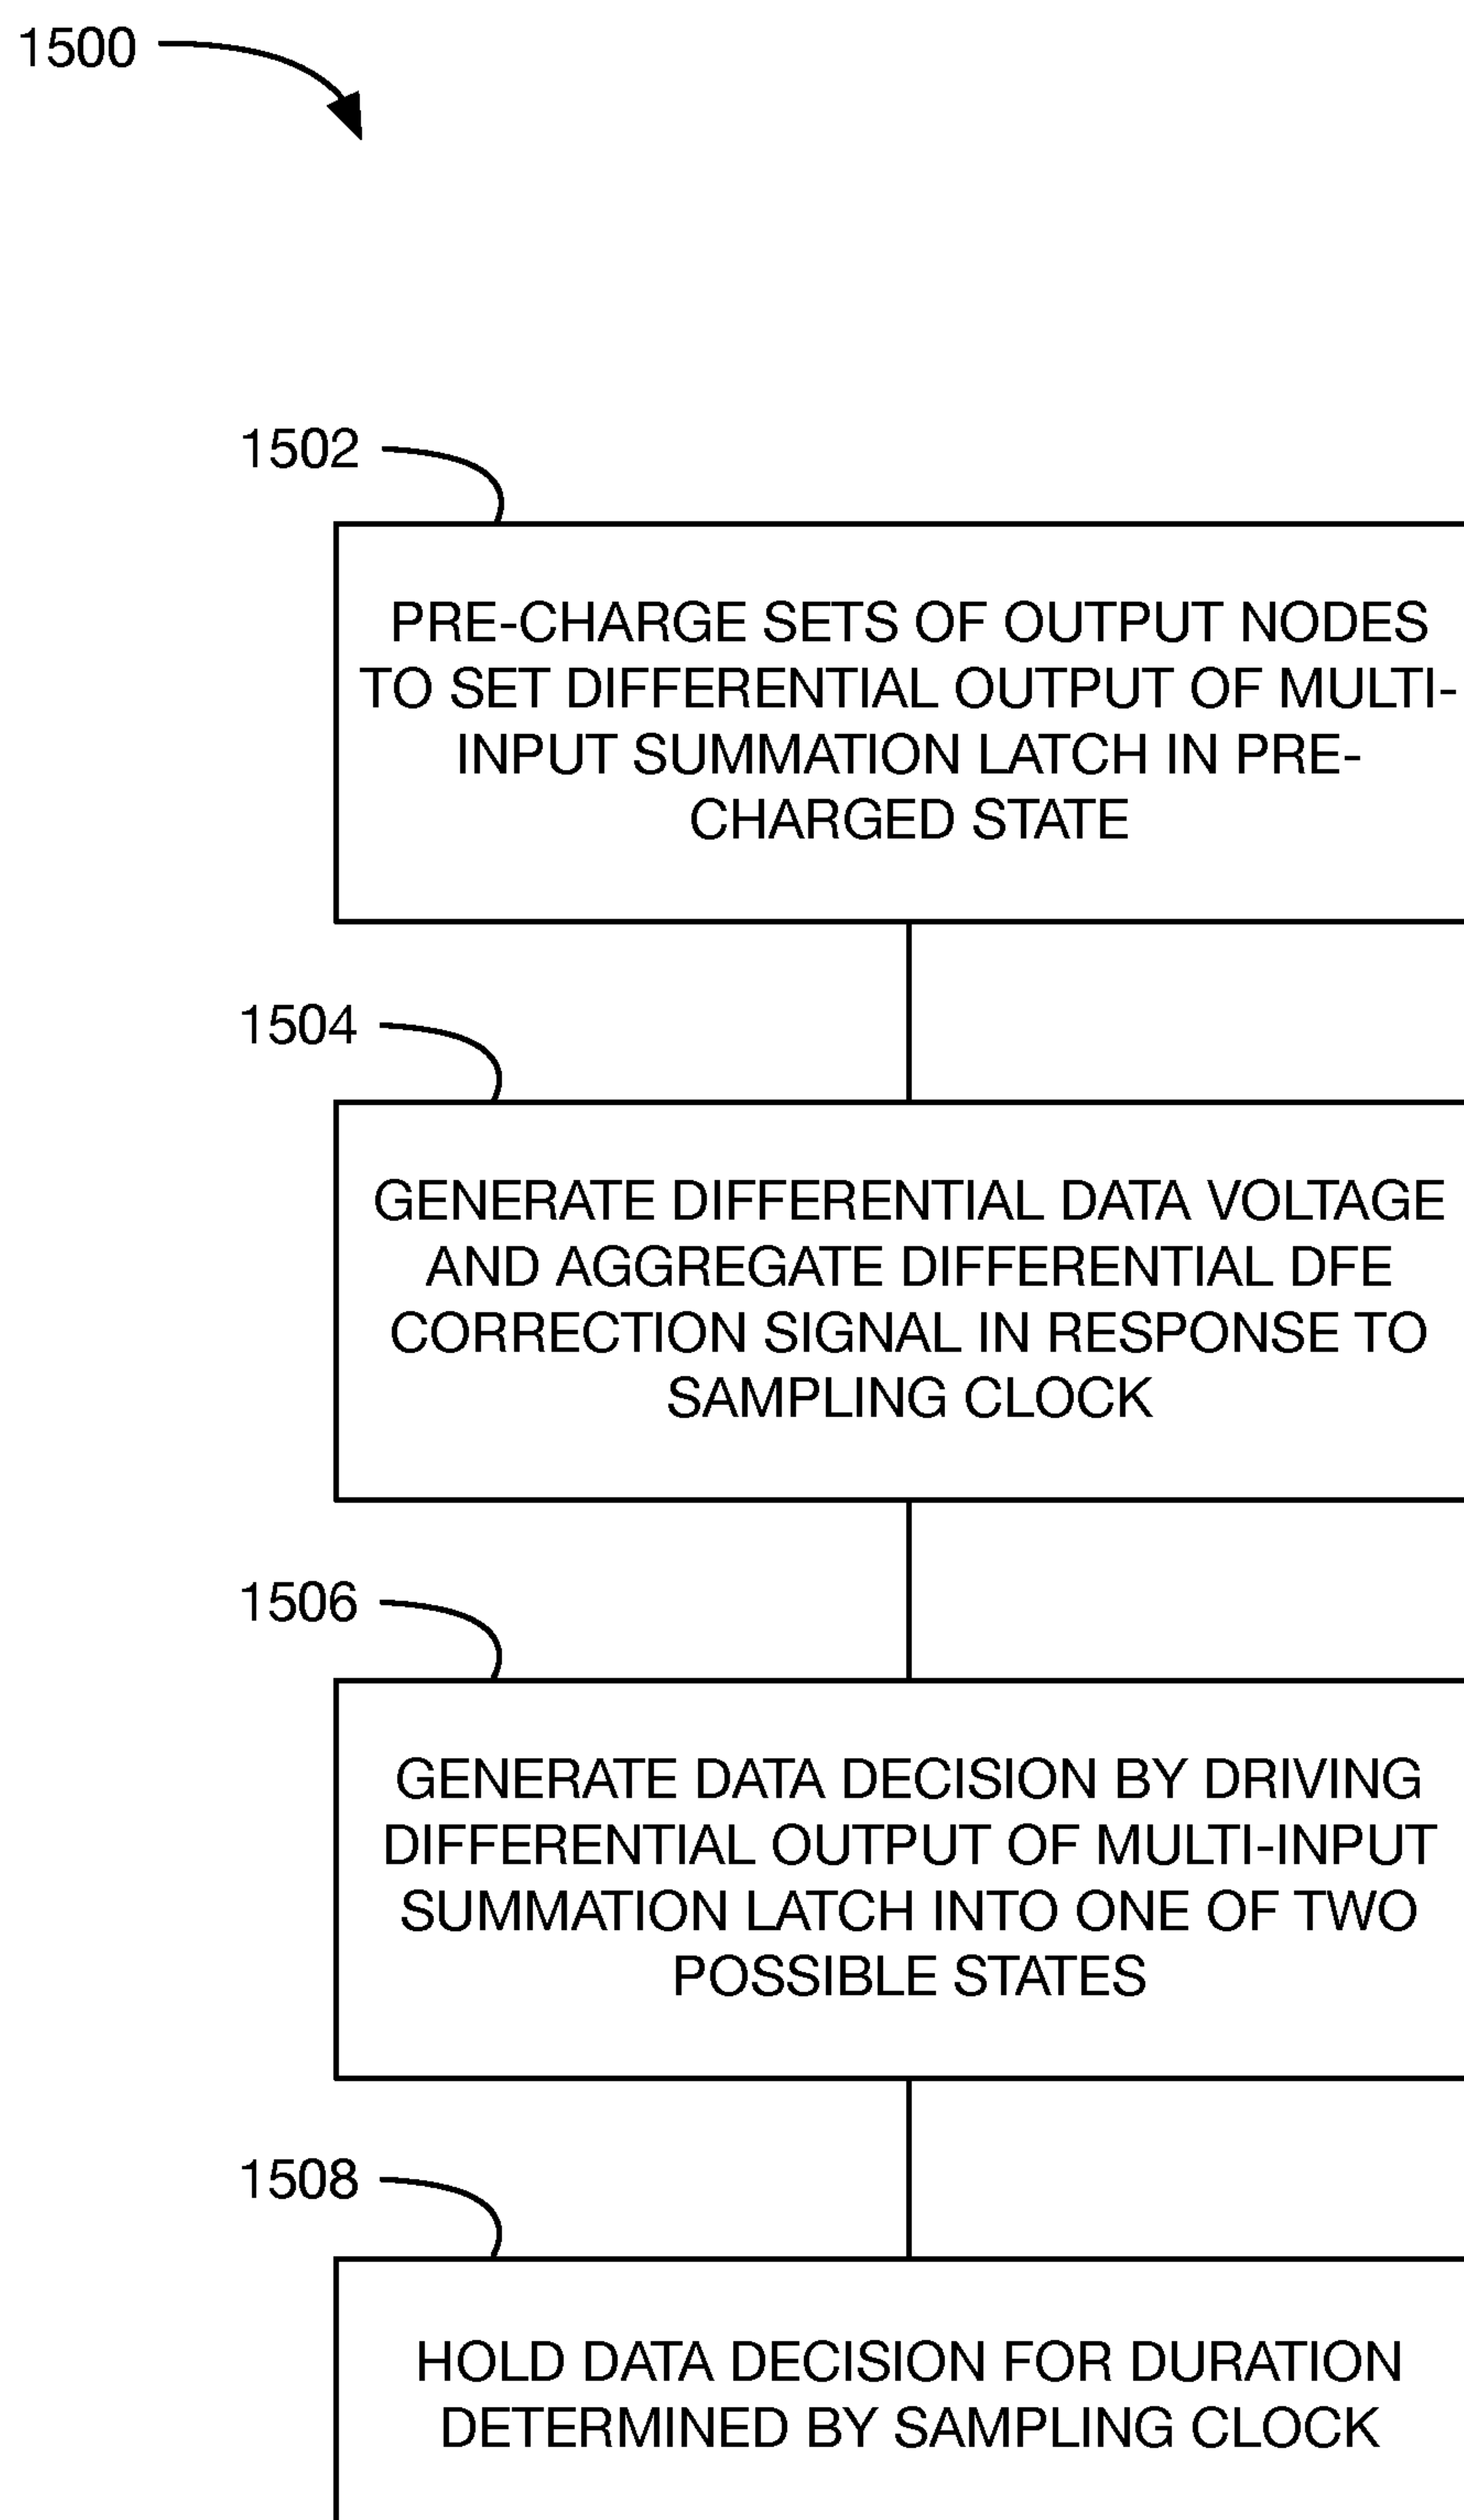 1500
1502
PRE-CHARGE SETS OF OUTPUT NODES
TO SET DIFFERENTIAL OUTPUT OF MULTI-
INPUT SUMMATION LATCH IN PRE-
CHARGED STATE
1504
GENERATE DIFFERENTIAL DATA VOLTAGE
AND AGGREGATE DIFFERENTIAL DFE
CORRECTION SIGNAL IN RESPONSE TO
SAMPLING CLOCK
1506
GENERATE DATA DECISION BY DRIVING
DIFFERENTIAL OUTPUT OF MULTI-INPUT
SUMMATION LATCH INTO ONE OF TWO
POSSIBLE STATES
1508
HOLD DATA DECISION FOR DURATION
DETERMINED BY SAMPLING CLOCK